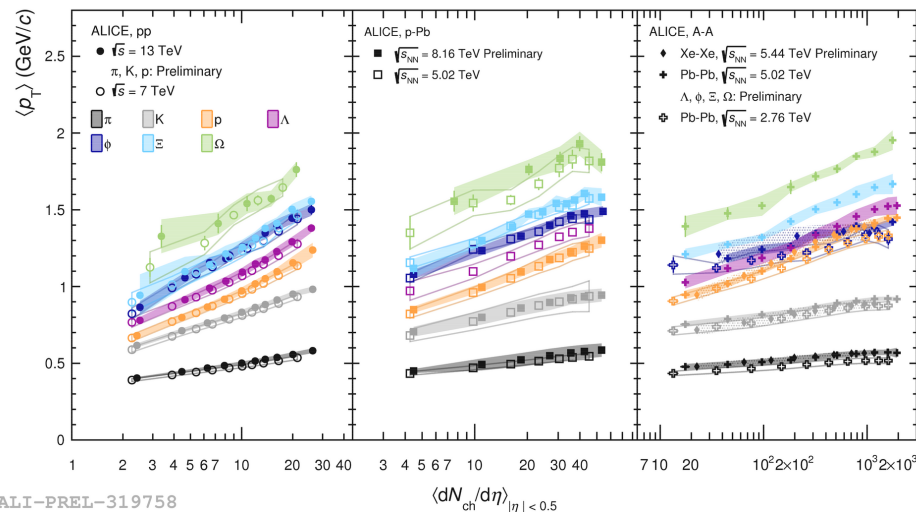 ALICE, pp
√s = 13 TeV
π, K, p: Preliminary
√s = 7 TeV
π
K
p
Λ
ϕ
Ξ
Ω
ALICE, p-Pb
√sNN = 8.16 TeV Preliminary
√sNN = 5.02 TeV
ALICE, A-A
Xe-Xe, √sNN = 5.44 TeV Preliminary
Pb-Pb, √sNN = 5.02 TeV
Λ, ϕ, Ξ, Ω: Preliminary
Pb-Pb, √sNN = 2.76 TeV
⟨pT⟩ (GeV/c)
2.5
2
1.5
1
0.5
0
1 2 3 4 5 6 7 10 20 30 40
2 3 4 5 6 7 10 20 30 40
7 10 20 10² 2×10² 10³ 2×10³
⟨dNch/dη⟩|η| < 0.5
ALI-PREL-319758